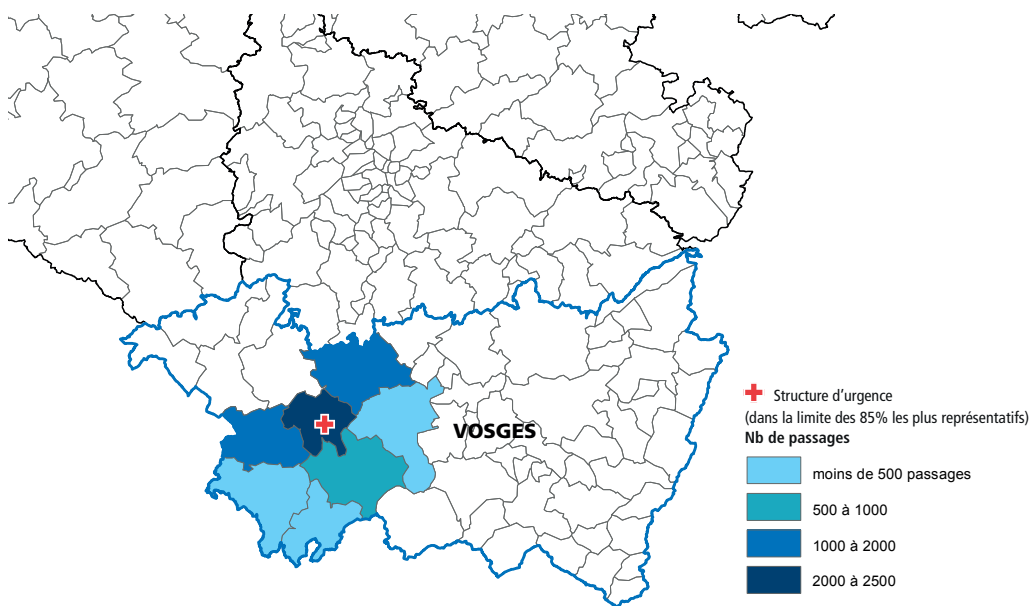 VOSGES
Structure d'urgence
(dans la limite des 85% les plus représentatifs)
Nb de passages
moins de 500 passages
500 à 1000
1000 à 2000
2000 à 2500